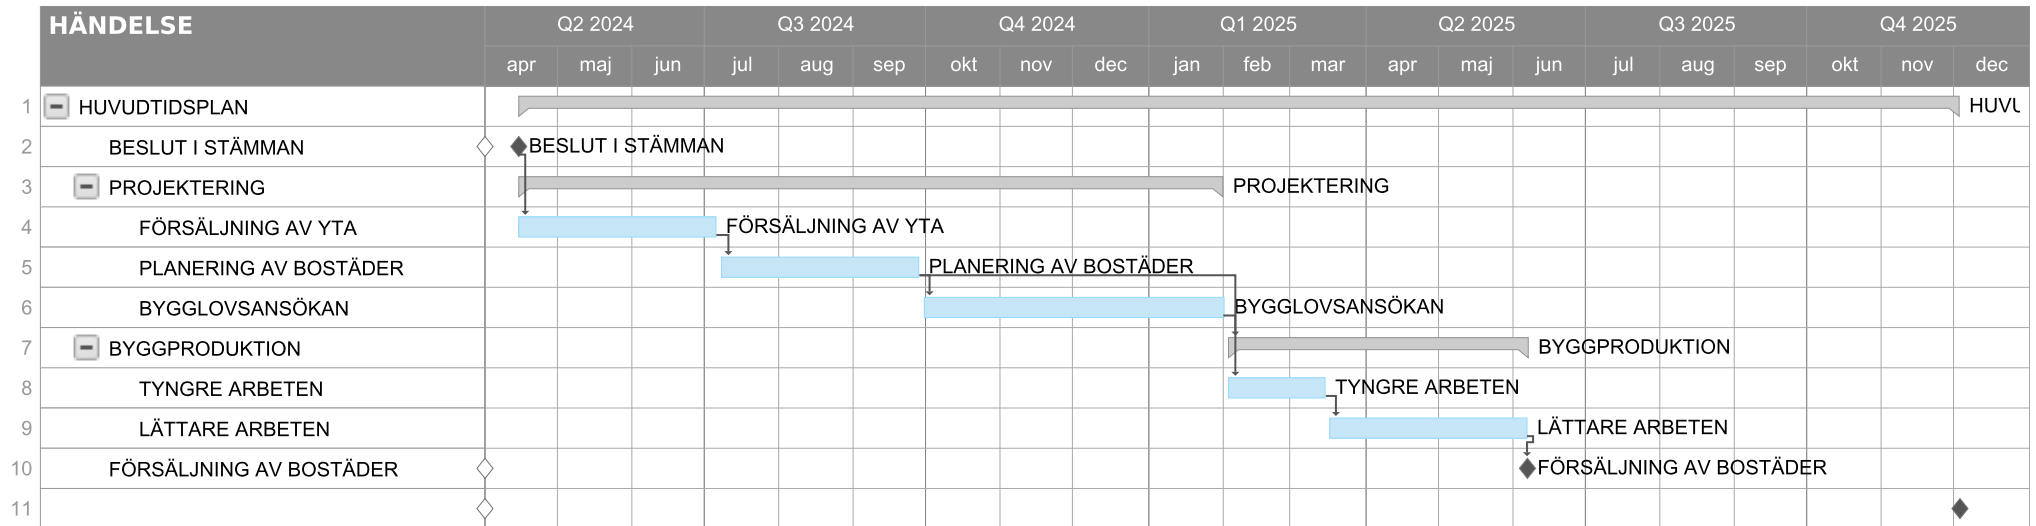 HÄNDELSE
Q2 2024 Q3 2024 Q4 2024 Q1 2025 Q2 2025 Q3 2025 Q4 2025
apr maj jun jul aug sep okt nov dec jan feb mar apr maj jun jul aug sep okt nov dec
1 HUVUDTIDSPLAN HUVU
2 BESLUT I STÄMMAN BESLUT I STÄMMAN
3 PROJEKTERING PROJEKTERING
4 FÖRSÄLJNING AV YTA FÖRSÄLJNING AV YTA
5 PLANERING AV BOSTÄDER PLANERING AV BOSTÄDER
6 BYGGLOVSANSÖKAN BYGGLOVSANSÖKAN
7 BYGGPRODUKTION BYGGPRODUKTION
8 TYNGRE ARBETEN TYNGRE ARBETEN
9 LÄTTARE ARBETEN LÄTTARE ARBETEN
10 FÖRSÄLJNING AV BOSTÄDER FÖRSÄLJNING AV BOSTÄDER
11